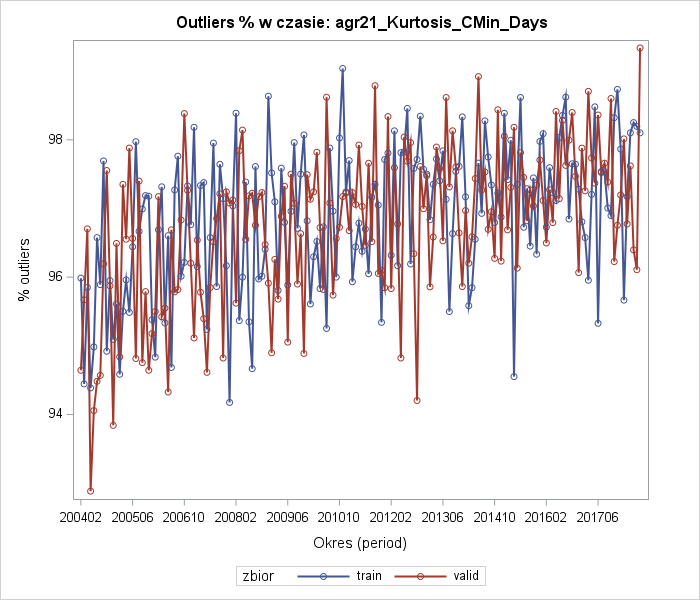 Outliers % w czasie: agr21_Kurtosis_CMin_Days
% outliers
98
96
94
200402 200506 200610 200802 200906 201010 201202 201306 201410 201602 201706
Okres (period)
zbior train valid